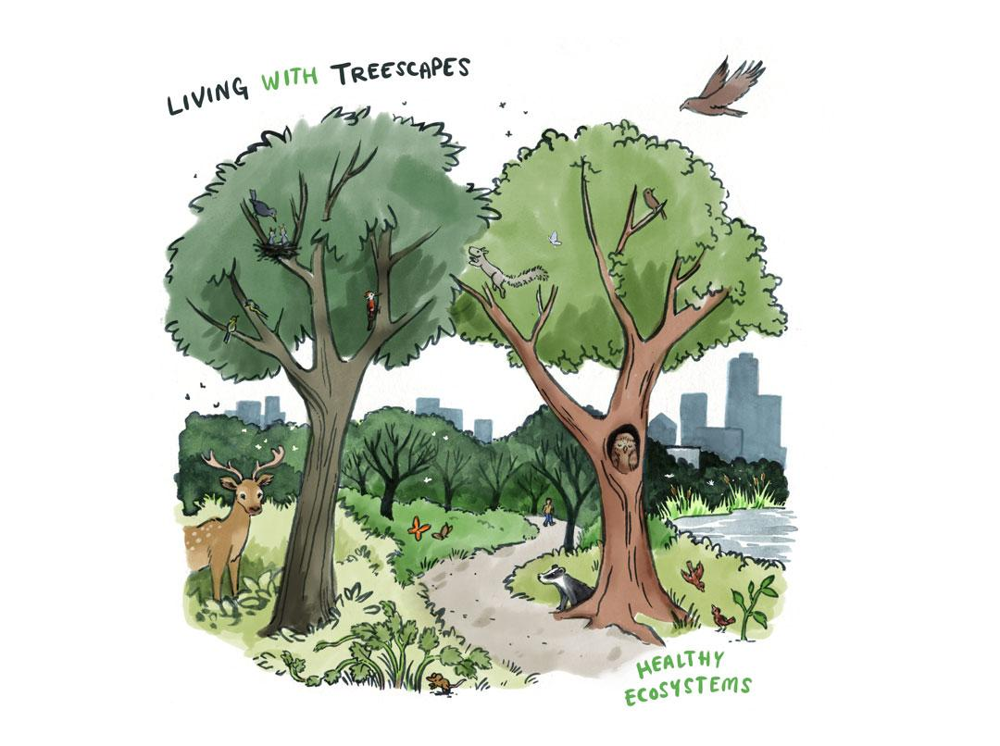 LIVING WITH TREESCAPES
HEALTHY
ECOSYSTEMS